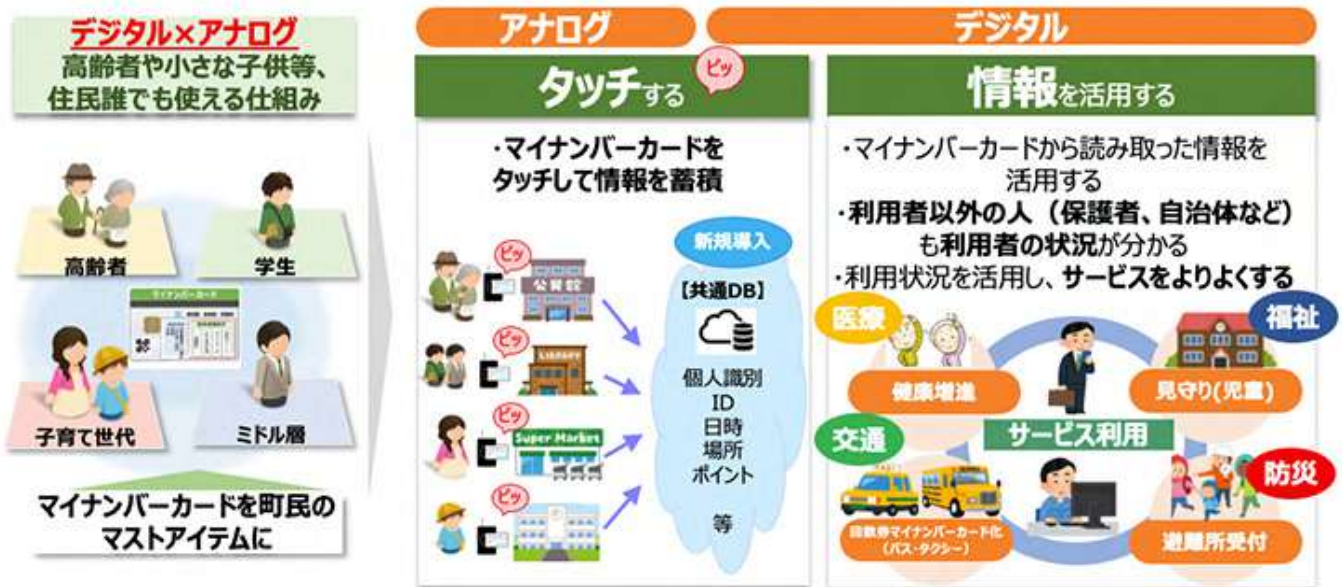 デジタル×アナログ
高齢者や小さな子供等、
住民誰でも使える仕組み
高齢者
学生
マイナンバーカード
子育て世代
ミドル層
マイナンバーカードを町民の
マストアイテムに
アナログ
デジタル
タッチする
ピッ
・マイナンバーカードを
タッチして情報を蓄積
ピッ
公民館
ピッ
LIBRARY
ピッ
Super Market
ピッ
新規導入
【共通DB】
個人識別
ID
日時
場所
ポイント
等
情報を活用する
・マイナンバーカードから読み取った情報を
活用する
・利用者以外の人（保護者、自治体など）
も利用者の状況が分かる
・利用状況を活用し、サービスをよりよくする
医療
健康増進
福祉
見守り(児童)
サービス利用
交通
TAXI
回数券マイナンバーカード化
(バス・タクシー)
防災
避難所受付